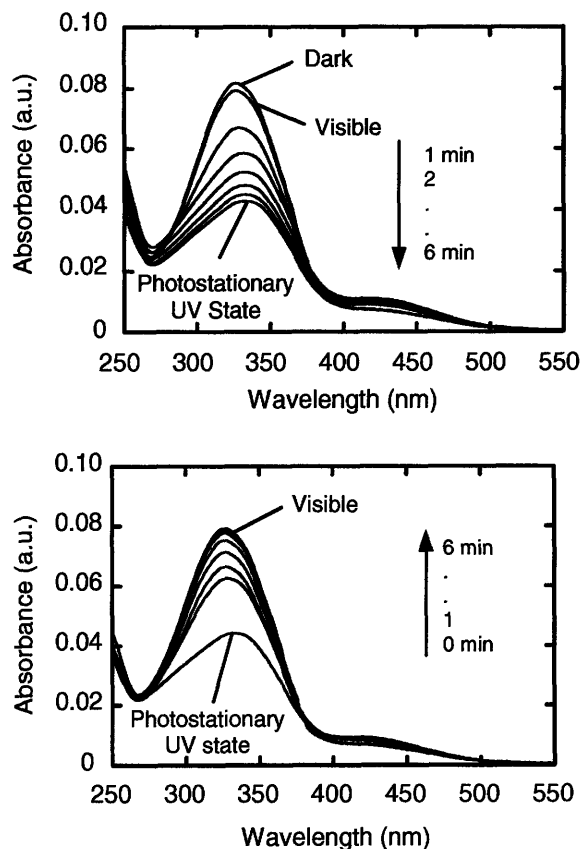 0.10
0.08
0.06
0.04
0.02
0
Absorbance (a.u.)
Dark
Visible
1 min
2
.
.
6 min
Photostationary
UV State
250 300 350 400 450 500 550
Wavelength (nm)
0.10
0.08
0.06
0.04
0.02
0
Absorbance (a.u.)
Visible
6 min
.
.
1
0 min
Photostationary
UV state
250 300 350 400 450 500 550
Wavelength (nm)